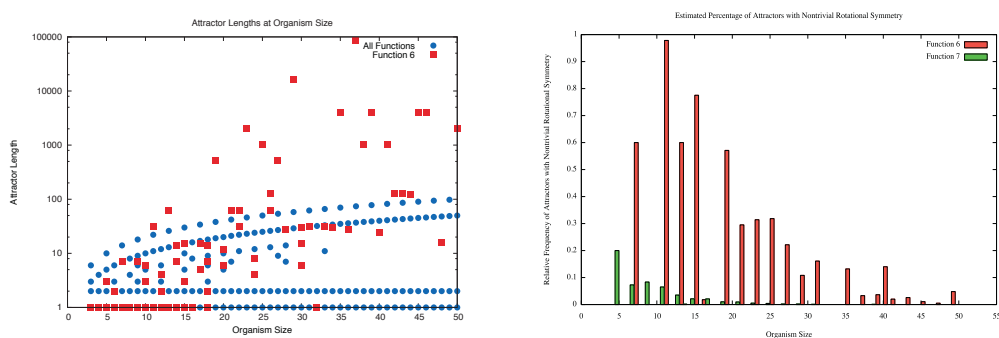 Attractor Lengths at Organism Size
100000
10000
1000
100
10
1
Attractor Length
All Functions
Function 6
0 5 10 15 20 25 30 35 40 45 50
Organism Size
Estimated Percentage of Attractors with Nontrivial Rotational Symmetry
1
0.9
0.8
0.7
0.6
0.5
0.4
0.3
0.2
0.1
0
Relative Frequency of Attractors with Nontrivial Rotational Symmetry
Function 6
Function 7
0 5 10 15 20 25 30 35 40 45 50 55
Organism Size